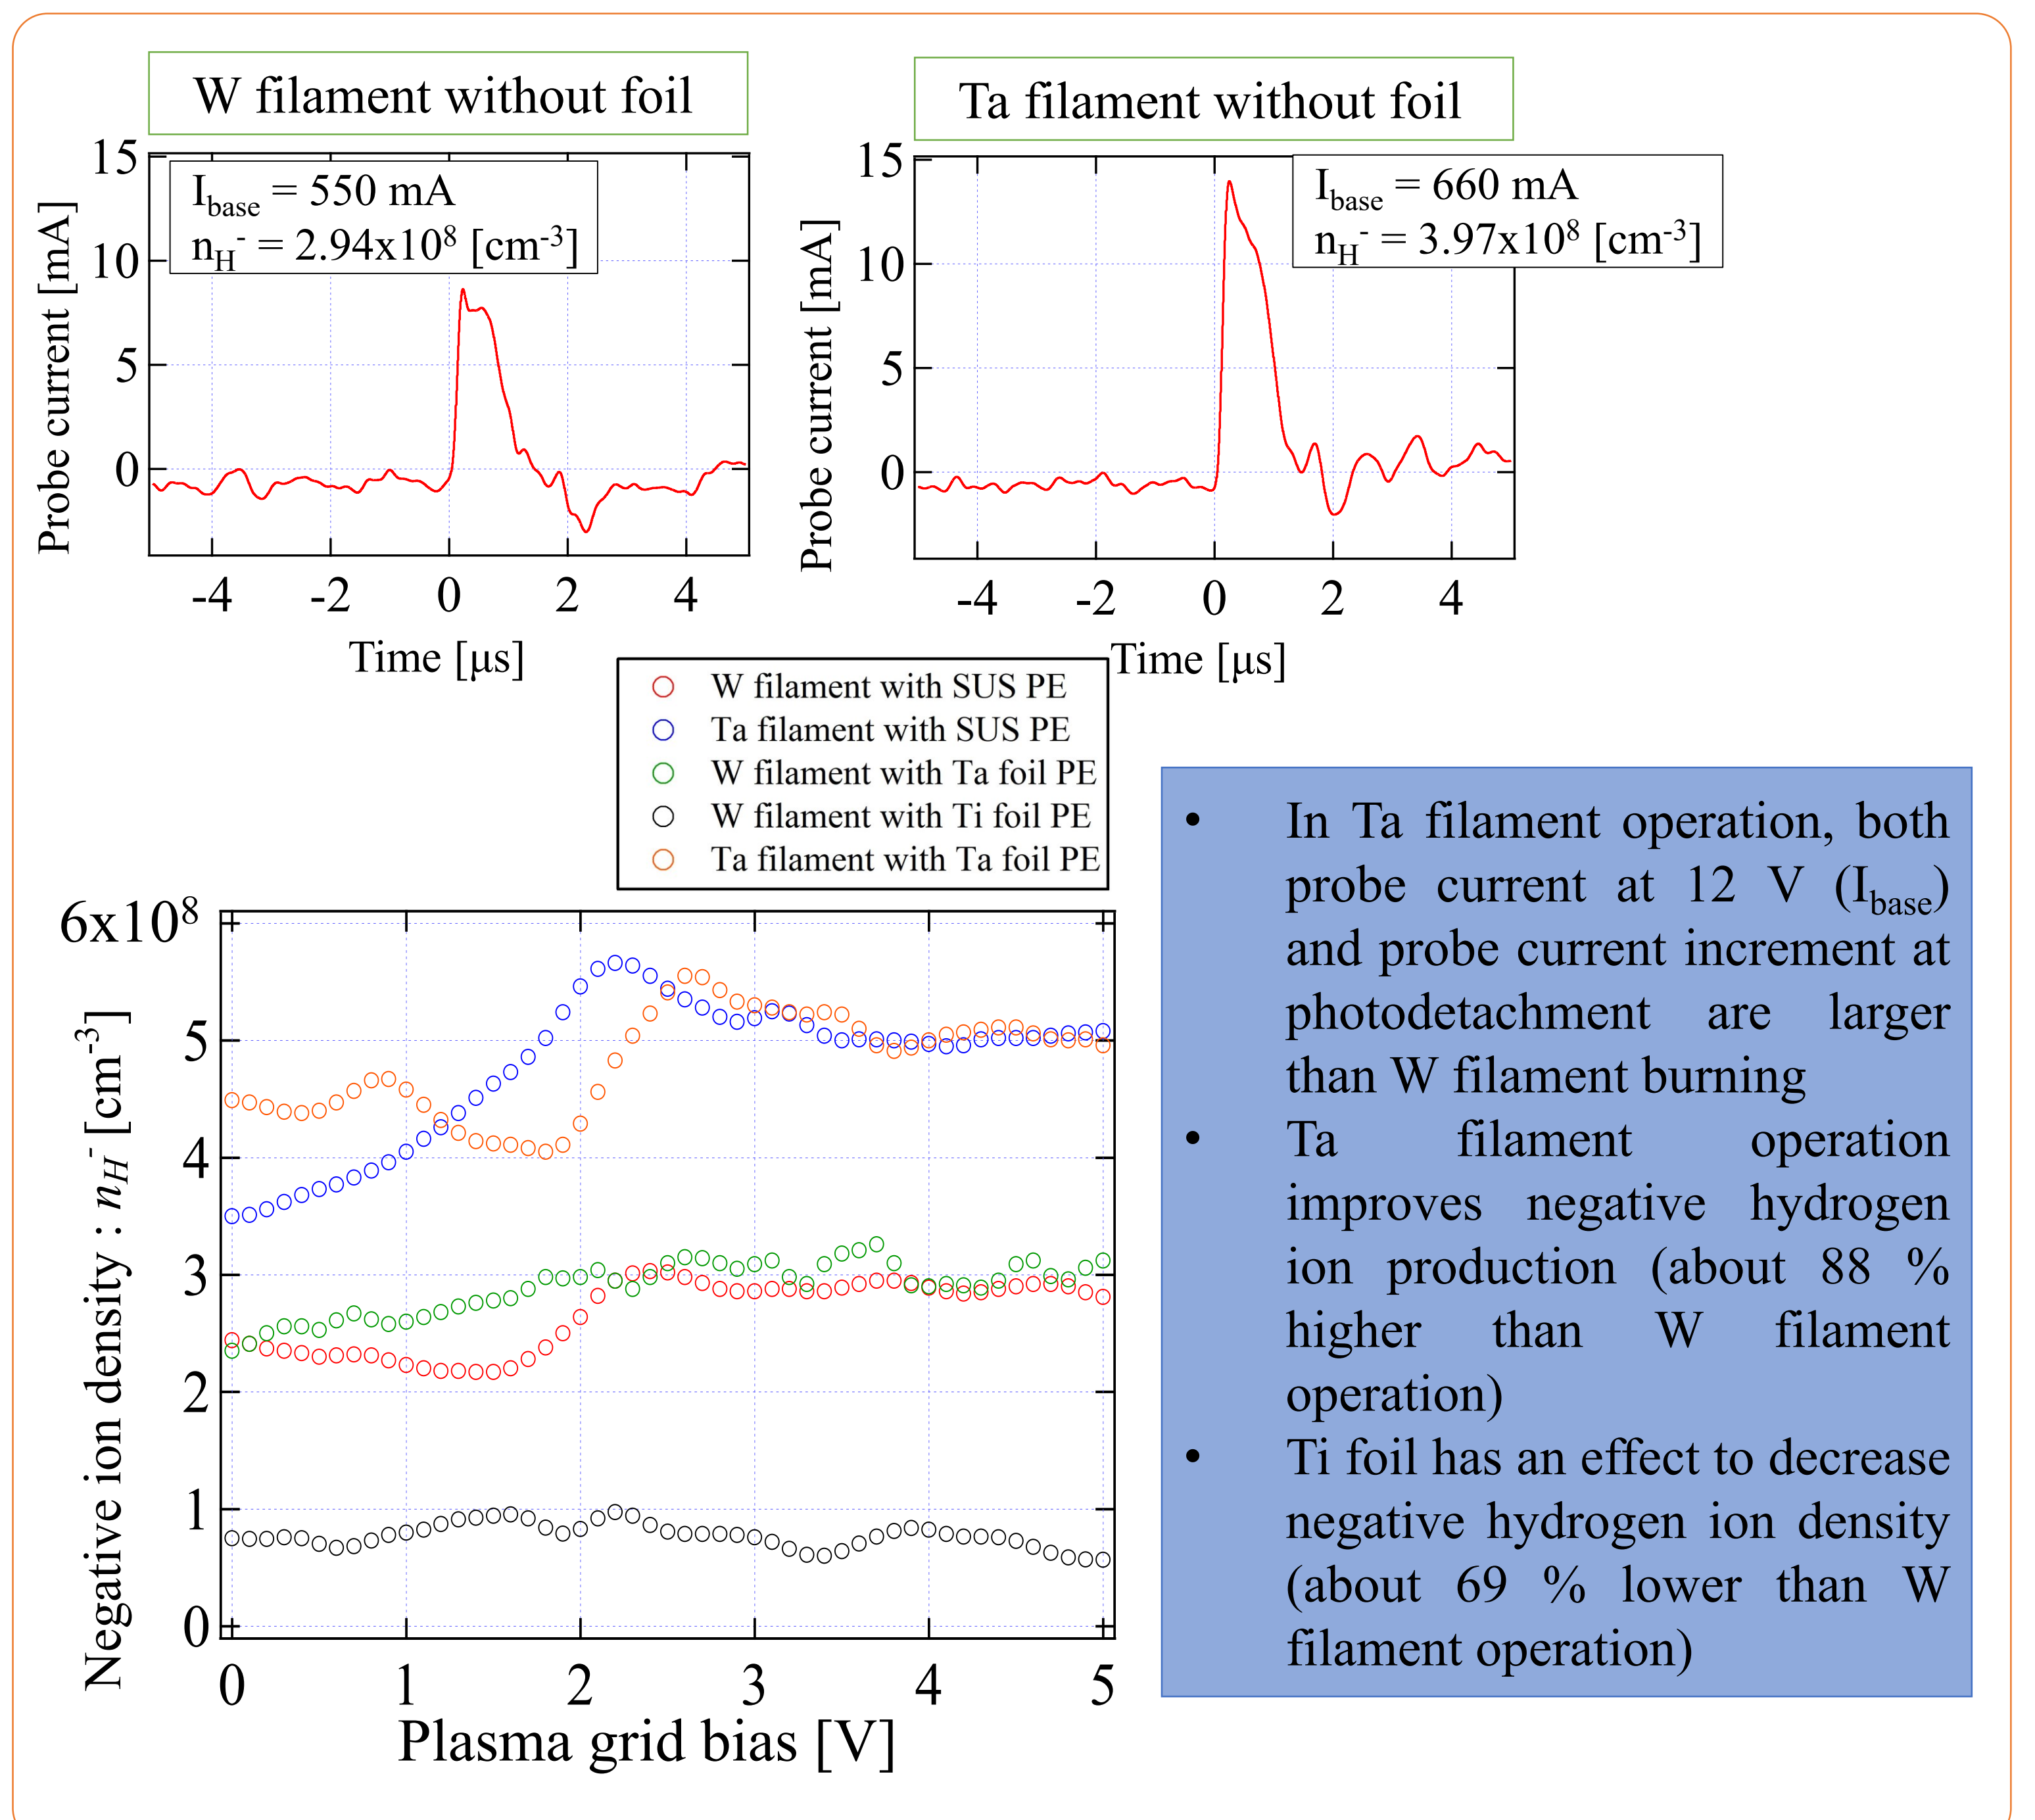 W filament without foil
15
10
5
0
Probe current [mA]
I_base = 550 mA
n_H^- = 2.94x10^8 [cm^-3]
-4 -2 0 2 4
Time [μs]
Ta filament without foil
15
10
5
0
Probe current [mA]
I_base = 660 mA
n_H^- = 3.97x10^8 [cm^-3]
-4 -2 0 2 4
Time [μs]
W filament with SUS PE
Ta filament with SUS PE
W filament with Ta foil PE
W filament with Ti foil PE
Ta filament with Ta foil PE
6x10^8
5
4
3
2
1
0
Negative ion density : n_H^- [cm^-3]
0 1 2 3 4 5
Plasma grid bias [V]
• In Ta filament operation, both
probe current at 12 V (I_base)
and probe current increment at
photodetachment are larger
than W filament burning
• Ta filament operation
improves negative hydrogen
ion production (about 88 %
higher than W filament
operation)
• Ti foil has an effect to decrease
negative hydrogen ion density
(about 69 % lower than W
filament operation)